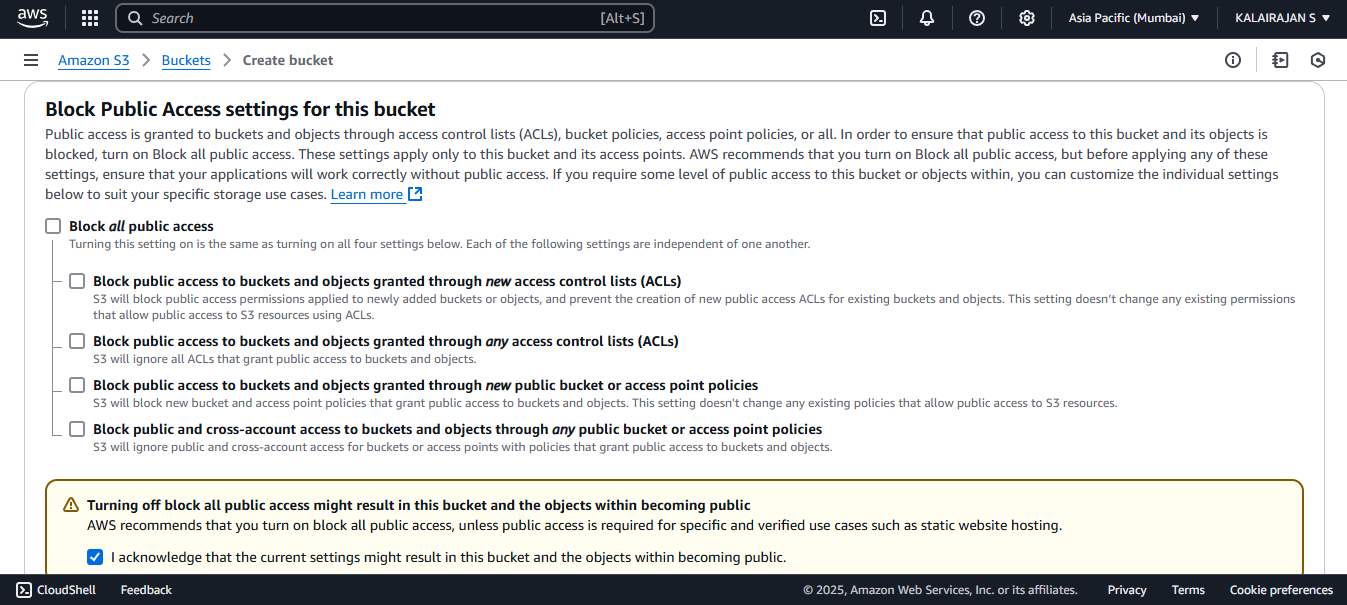 aws
Search [Alt+S]
Asia Pacific (Mumbai) KALAIRAJAN S
Amazon S3 Buckets Create bucket
Block Public Access settings for this bucket
Public access is granted to buckets and objects through access control lists (ACLs), bucket policies, access point policies, or all. In order to ensure that public access to this bucket and its objects is
blocked, turn on Block all public access. These settings apply only to this bucket and its access points. AWS recommends that you turn on Block all public access, but before applying any of these
settings, ensure that your applications will work correctly without public access. If you require some level of public access to this bucket or objects within, you can customize the individual settings
below to suit your specific storage use cases. Learn more
Block all public access
Turning this setting on is the same as turning on all four settings below. Each of the following settings are independent of one another.
Block public access to buckets and objects granted through new access control lists (ACLs)
S3 will block public access permissions applied to newly added buckets or objects, and prevent the creation of new public access ACLs for existing buckets and objects. This setting doesn't change any existing permissions
that allow public access to S3 resources using ACLs.
Block public access to buckets and objects granted through any access control lists (ACLs)
S3 will ignore all ACLs that grant public access to buckets and objects.
Block public access to buckets and objects granted through new public bucket or access point policies
S3 will block new bucket and access point policies that grant public access to buckets and objects. This setting doesn't change any existing policies that allow public access to S3 resources.
Block public and cross-account access to buckets and objects through any public bucket or access point policies
S3 will ignore public and cross-account access for buckets or access points with policies that grant public access to buckets and objects.
Turning off block all public access might result in this bucket and the objects within becoming public
AWS recommends that you turn on block all public access, unless public access is required for specific and verified use cases such as static website hosting.
I acknowledge that the current settings might result in this bucket and the objects within becoming public.
CloudShell Feedback © 2025, Amazon Web Services, Inc. or its affiliates. Privacy Terms Cookie preferences